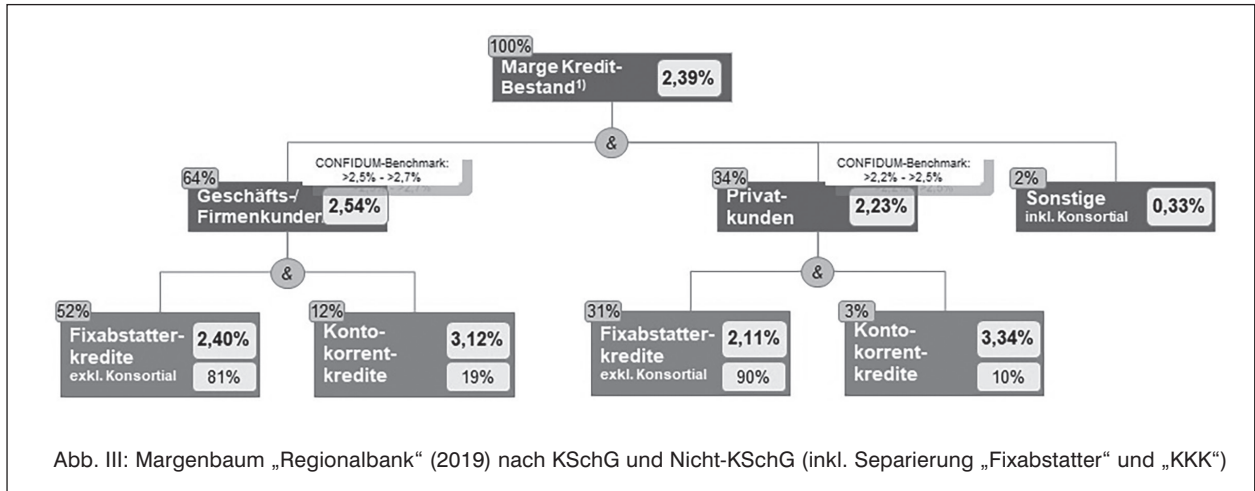 100%
Marge Kredit-
Bestand¹⁾
2,39%
&
CONFIDUM-Benchmark:
>2,5% - >2,7%
64%
Geschäfts-/
Firmenkunden
2,54%
CONFIDUM-Benchmark:
>2,2% - >2,5%
34%
Privat-
kunden
2,23%
2%
Sonstige
inkl. Konsortial
0,33%
&
&
52%
Fixabstatter-
kredite
exkl. Konsortial
2,40%
81%
12%
Konto-
korrent-
kredite
3,12%
19%
31%
Fixabstatter-
kredite
exkl. Konsortial
2,11%
90%
3%
Konto-
korrent-
kredite
3,34%
10%
Abb. III: Margenbaum „Regionalbank“ (2019) nach KSchG und Nicht-KSchG (inkl. Separierung „Fixabstatter“ und „KKK“)